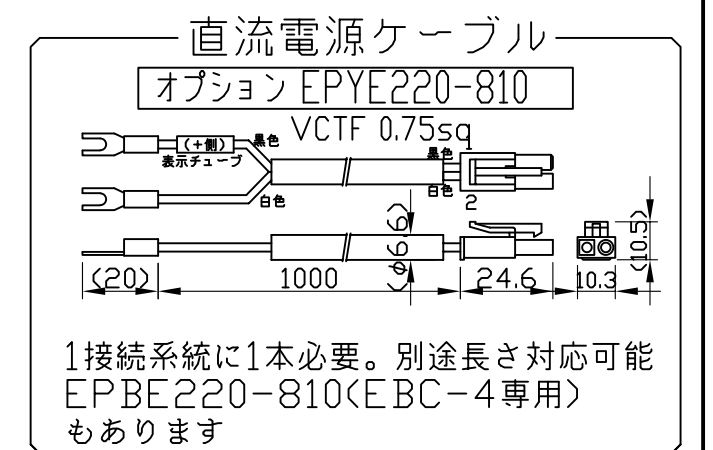 直流電源ケーブル
オプション EPYE220-810
VCTF 0.75sq
(+側)
黒色
表示チューブ
白色
黒色
1
白色
2
(20)
1000
(φ6.6)
24.6
10.3
(10.5)
1接続系統に1本必要。別途長さ対応可能
EPBE220-810(EBC-4専用)
もあります